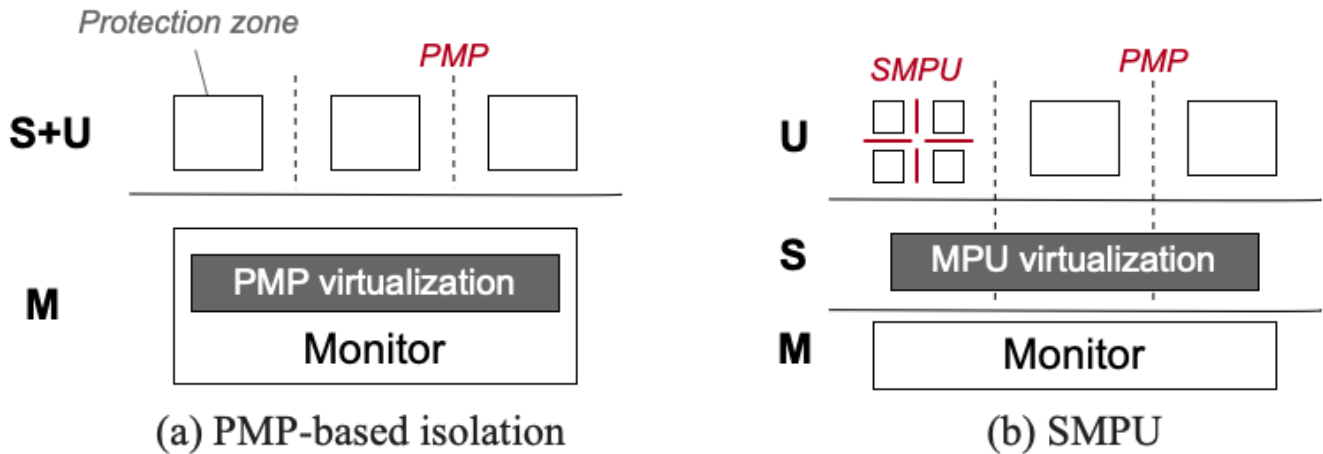 Protection zone
PMP
S+U
M
PMP virtualization
Monitor
(a) PMP-based isolation
SMPU
PMP
U
S
MPU virtualization
M
Monitor
(b) SMPU